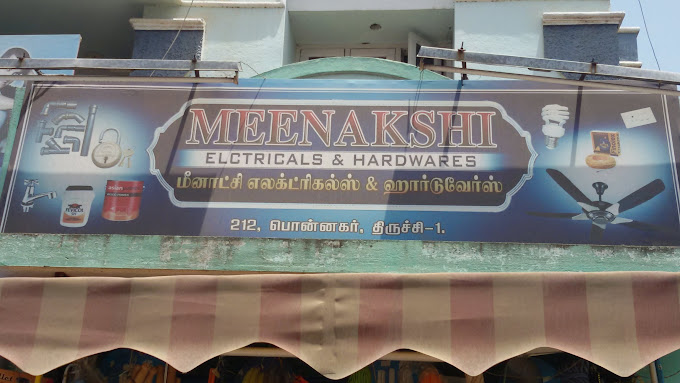 MEENAKSHI
ELCTRICALS & HARDWARES
மீனாட்சி எலக்ட்ரிகல்ஸ் & ஹார்டுவேர்ஸ்
212, பொன்னகர், திருச்சி-1.